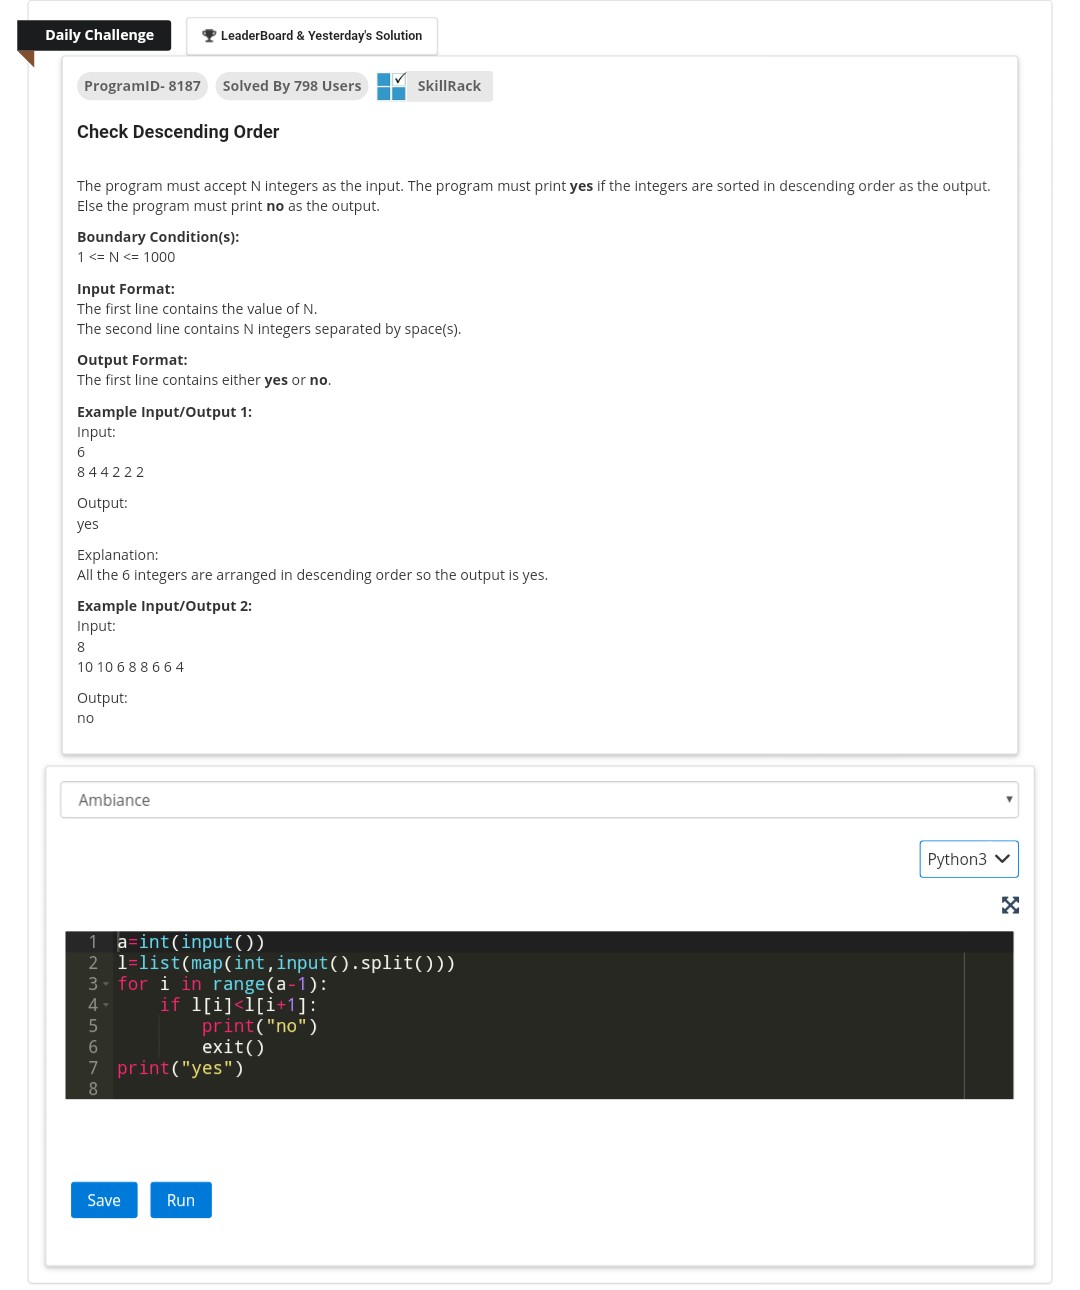 Daily Challenge
LeaderBoard & Yesterday's Solution
ProgramID- 8187
Solved By 798 Users
SkillRack
Check Descending Order
The program must accept N integers as the input. The program must print yes if the integers are sorted in descending order as the output.
Else the program must print no as the output.
Boundary Condition(s):
1 <= N <= 1000
Input Format:
The first line contains the value of N.
The second line contains N integers separated by space(s).
Output Format:
The first line contains either yes or no.
Example Input/Output 1:
Input:
6
8 4 4 2 2 2
Output:
yes
Explanation:
All the 6 integers are arranged in descending order so the output is yes.
Example Input/Output 2:
Input:
8
10 10 6 8 8 6 6 4
Output:
no
Ambiance
Python3
1 a=int(input())
2 l=list(map(int,input().split()))
3 for i in range(a-1):
4     if l[i]<l[i+1]:
5         print("no")
6         exit()
7 print("yes")
8
Save
Run